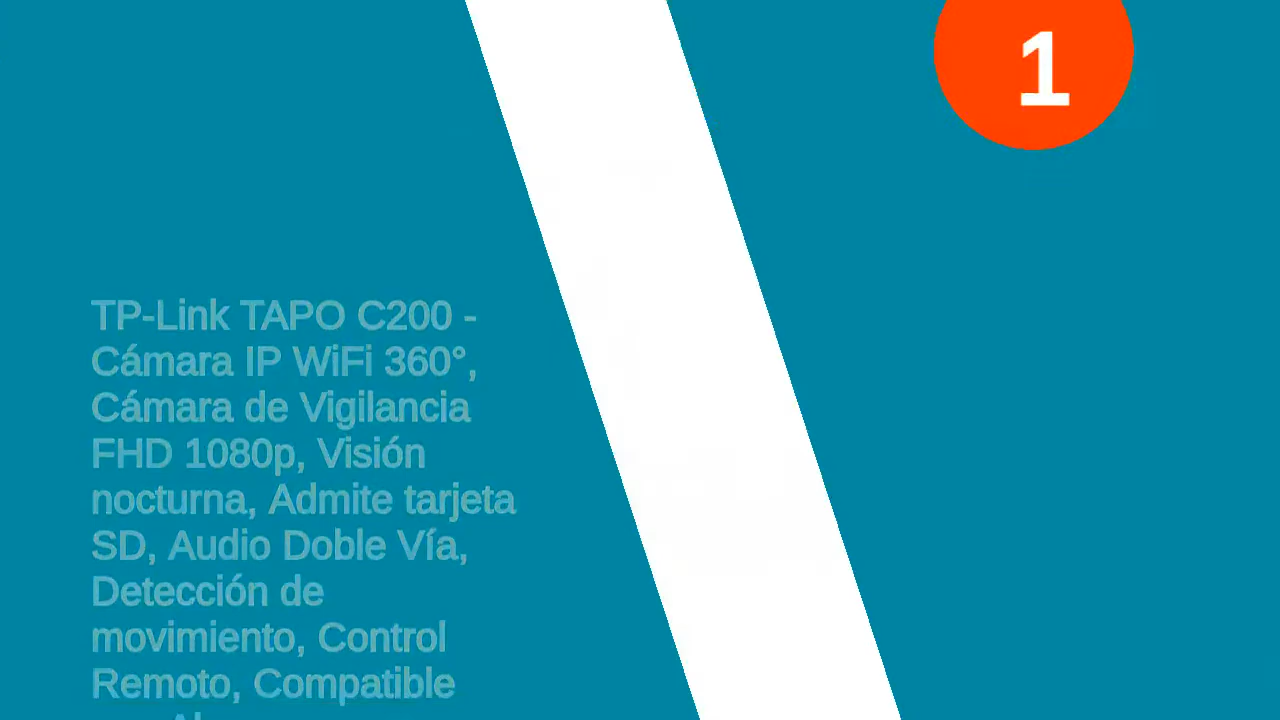 1
TP-Link TAPO C200 -
Cámara IP WiFi 360°,
Cámara de Vigilancia
FHD 1080p, Visión
nocturna, Admite tarjeta
SD, Audio Doble Vía,
Detección de
movimiento, Control
Remoto, Compatible